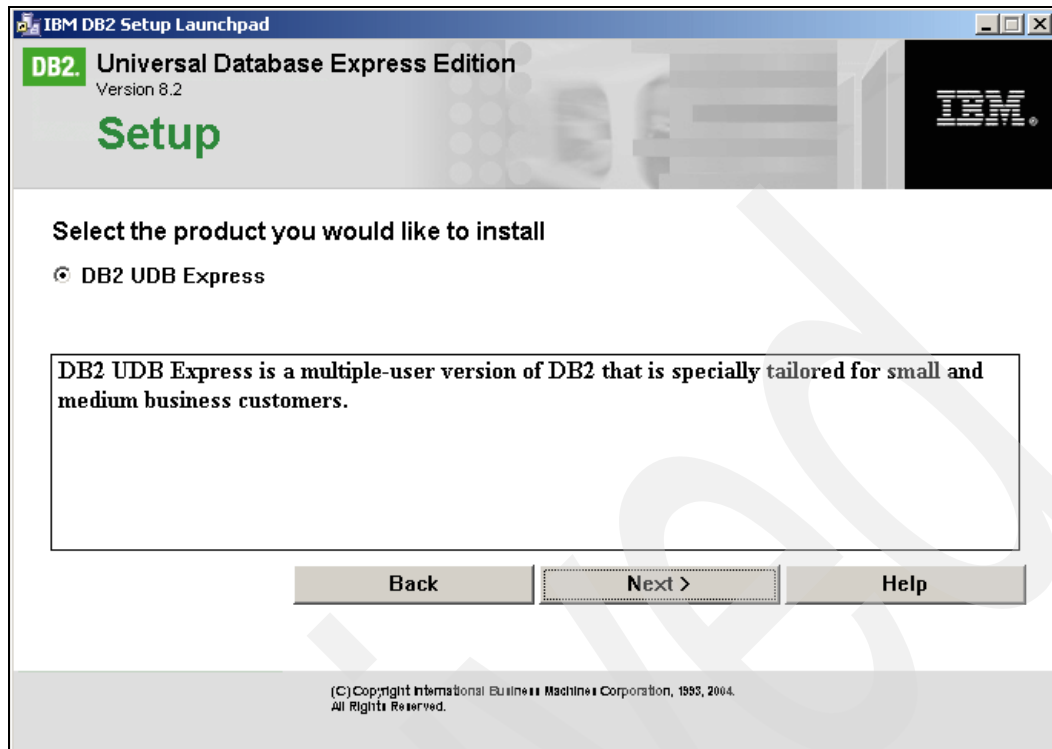 IBM DB2 Setup Launchpad
DB2. Universal Database Express Edition
Version 8.2
Setup
IBM®
Select the product you would like to install
DB2 UDB Express
DB2 UDB Express is a multiple-user version of DB2 that is specially tailored for small and
medium business customers.
Back Next > Help
(C)Copyright International Business Machines Corporation, 1993, 2004.
All Rights Reserved.